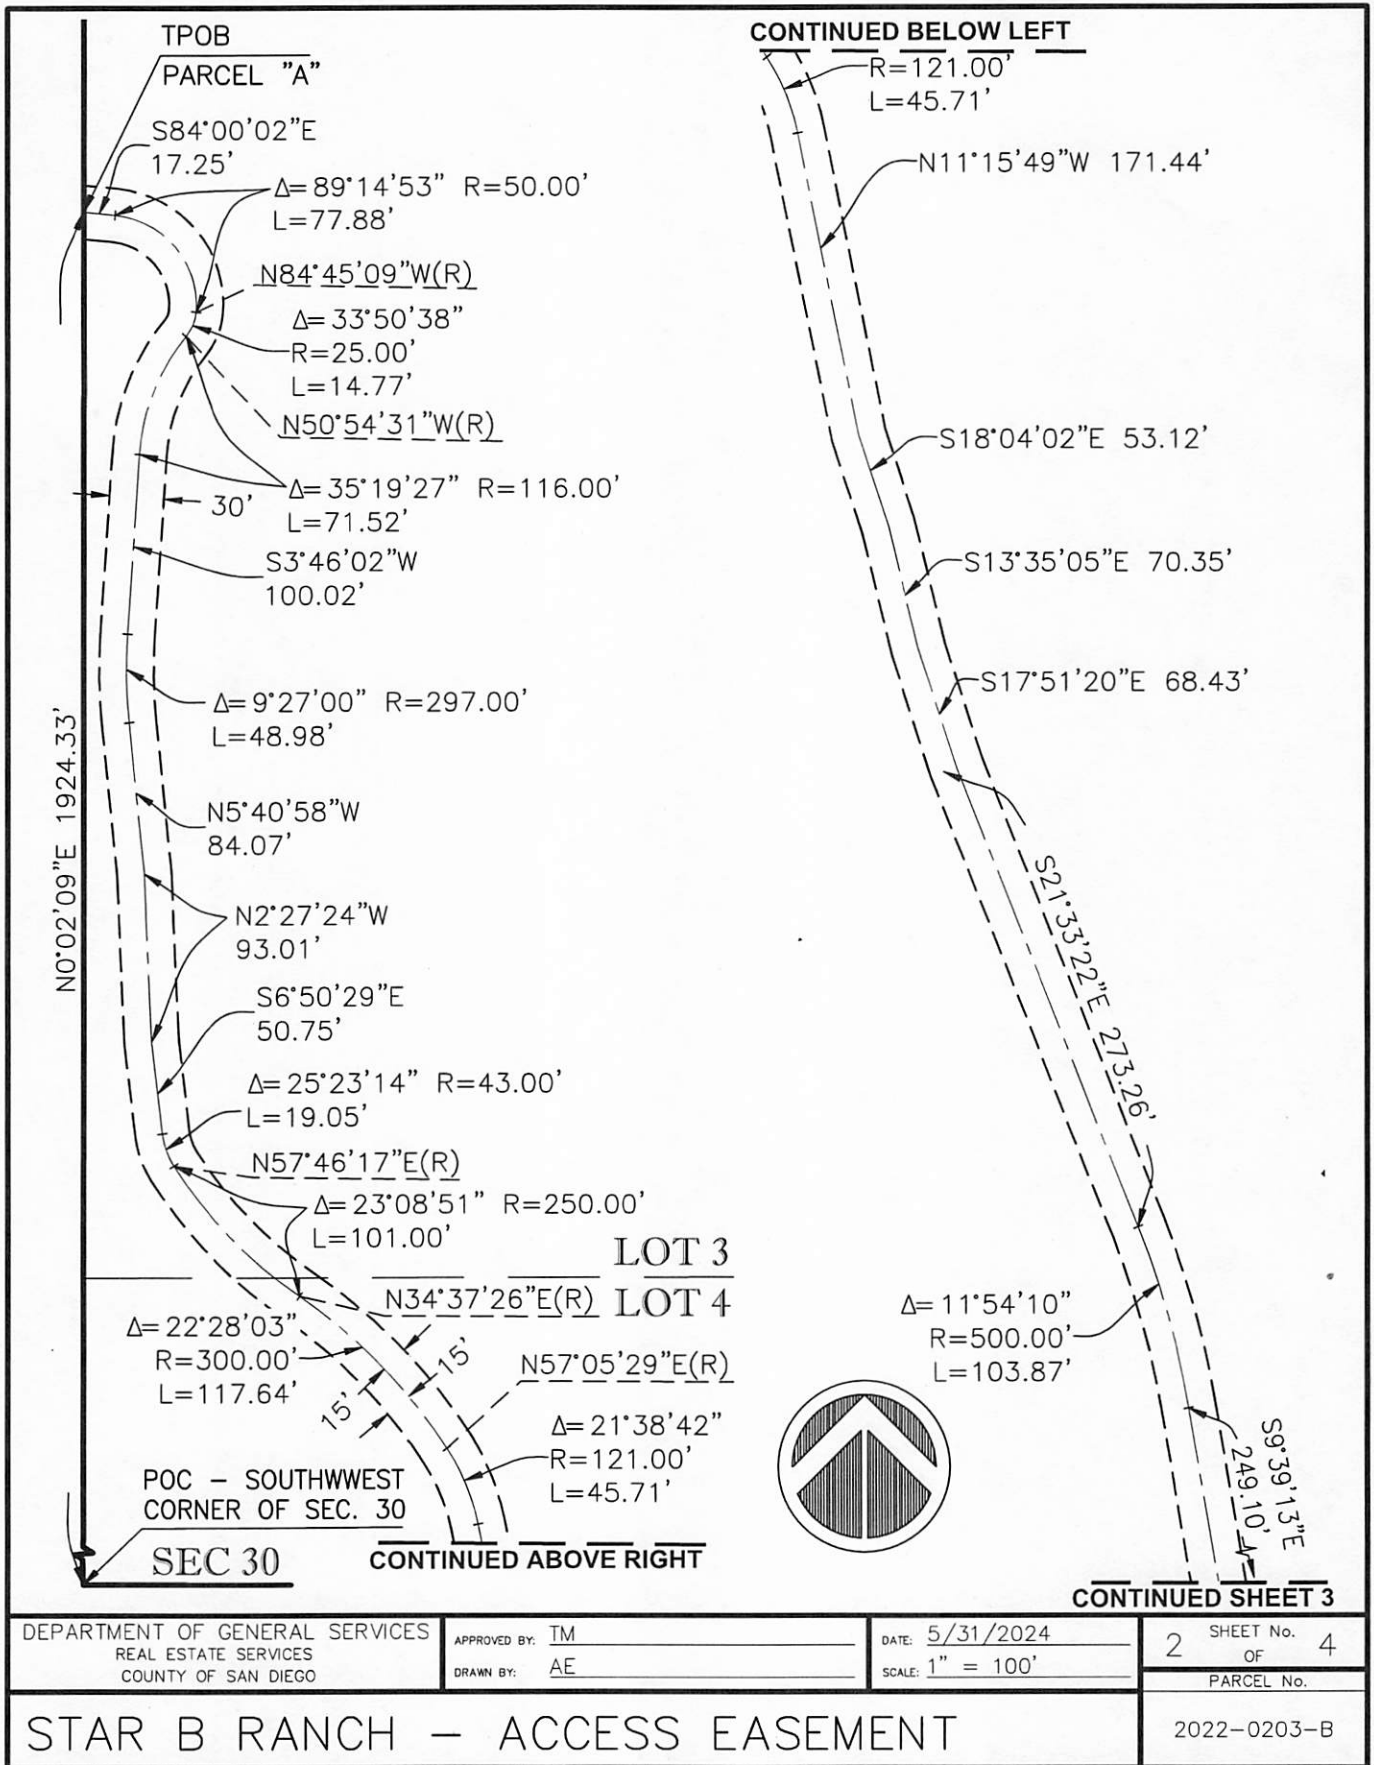 TPOB
PARCEL "A"
S84°00'02"E
17.25'
Δ=89°14'53" R=50.00'
L=77.88'
N84°45'09"W(R)
Δ=33°50'38"
R=25.00'
L=14.77'
N50°54'31"W(R)
Δ=35°19'27" R=116.00'
L=71.52'
30'
S3°46'02"W
100.02'
Δ=9°27'00" R=297.00'
L=48.98'
N0°02'09"E 1924.33'
N5°40'58"W
84.07'
N2°27'24"W
93.01'
S6°50'29"E
50.75'
Δ=25°23'14" R=43.00'
L=19.05'
N57°46'17"E(R)
Δ=23°08'51" R=250.00'
L=101.00'
LOT 3
N34°37'26"E(R)
LOT 4
Δ=22°28'03"
R=300.00'
L=117.64'
15'
15'
N57°05'29"E(R)
Δ=21°38'42"
R=121.00'
L=45.71'
POC - SOUTHWWEST
CORNER OF SEC. 30
SEC 30
CONTINUED ABOVE RIGHT
CONTINUED BELOW LEFT
R=121.00'
L=45.71'
N11°15'49"W 171.44'
S18°04'02"E 53.12'
S13°35'05"E 70.35'
S17°51'20"E 68.43'
S21°33'22"E 273.26'
Δ=11°54'10"
R=500.00'
L=103.87'
S9°39'13"E
249.10'
CONTINUED SHEET 3
DEPARTMENT OF GENERAL SERVICES
REAL ESTATE SERVICES
COUNTY OF SAN DIEGO
APPROVED BY: TM
DRAWN BY: AE
DATE: 5/31/2024
SCALE: 1" = 100'
2 SHEET No. OF 4
PARCEL No.
2022-0203-B
STAR B RANCH - ACCESS EASEMENT